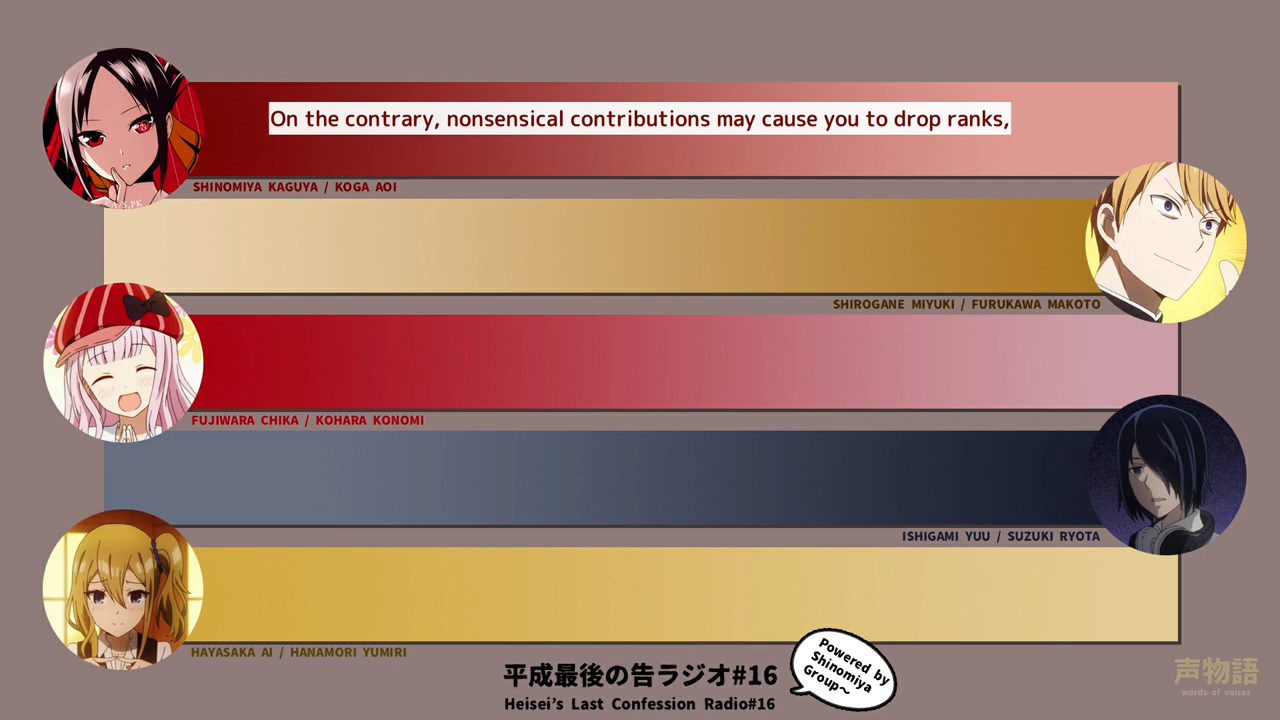 On the contrary, nonsensical contributions may cause you to drop ranks,
SHINOMIYA KAGUYA / KOGA AOI
SHIROGANE MIYUKI / FURUKAWA MAKOTO
FUJIWARA CHIKA / KOHARA KONOMI
ISHIGAMI YUU / SUZUKI RYOTA
HAYASAKA AI / HANAMORI YUMIRI
平成最後の告ラジオ#16
Heisei's Last Confession Radio#16
Powered by
Shinomiya
Group~
声物語
words of voices